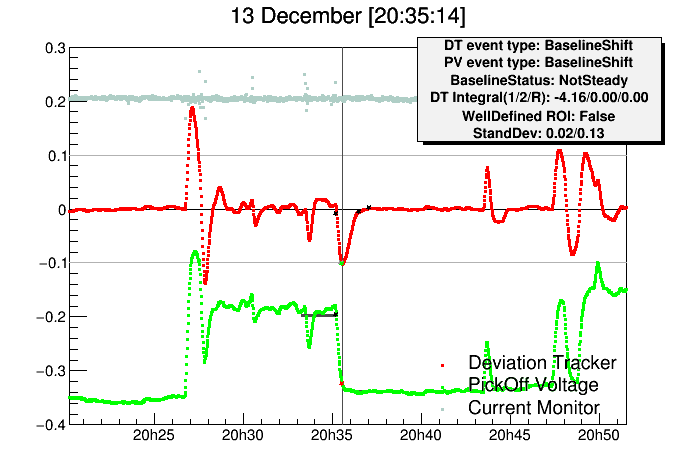 13 December [20:35:14]
DT event type: BaselineShift
PV event type: BaselineShift
BaselineStatus: NotSteady
DT Integral(1/2/R): -4.16/0.00/0.00
WellDefined ROI: False
StandDev: 0.02/0.13
0.3
0.2
0.1
0
−0.1
−0.2
−0.3
−0.4
Deviation Tracker
PickOff Voltage
Current Monitor
20h25 20h30 20h35 20h40 20h45 20h50